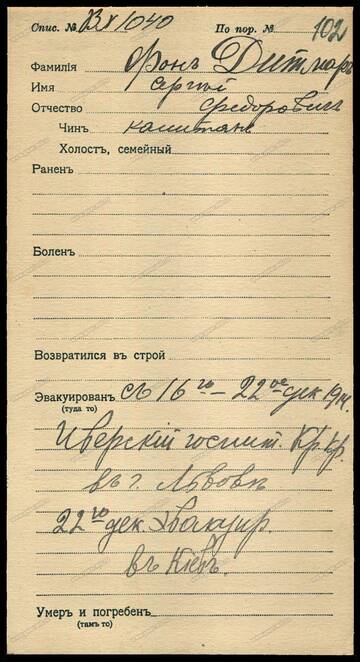 Спис. № Вх 1040 По пор. № 102
Фамилія фонъ Дитмаръ
Имя Сергѣй
Отчество Федоровичъ
Чинъ капитанъ
Холостъ, семейный
Раненъ
Боленъ
Возвратился въ строй
Эвакуированъ съ 16го – 22ое дек 1914.
(туда то)
Иверскій госпит. Кр. Кр.
въ г. Львовѣ
22го дек. эвакуир.
въ Кіевъ.
Умеръ и погребенъ
(тамъ то)